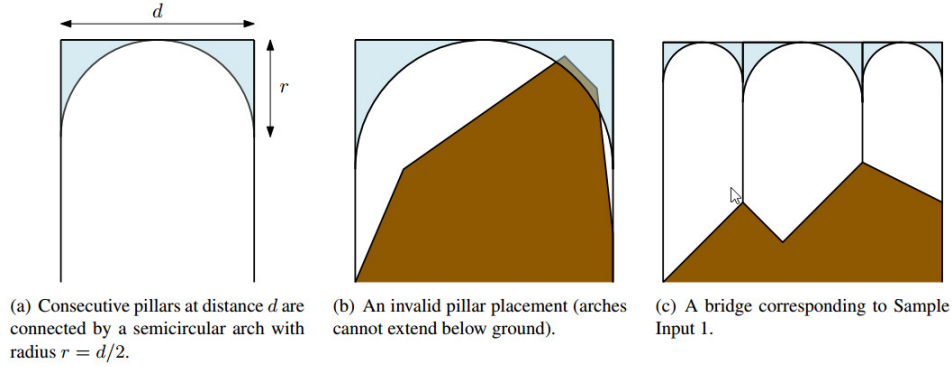 d
r
(a) Consecutive pillars at distance d are
connected by a semicircular arch with
radius r = d/2.
(b) An invalid pillar placement (arches
cannot extend below ground).
(c) A bridge corresponding to Sample
Input 1.